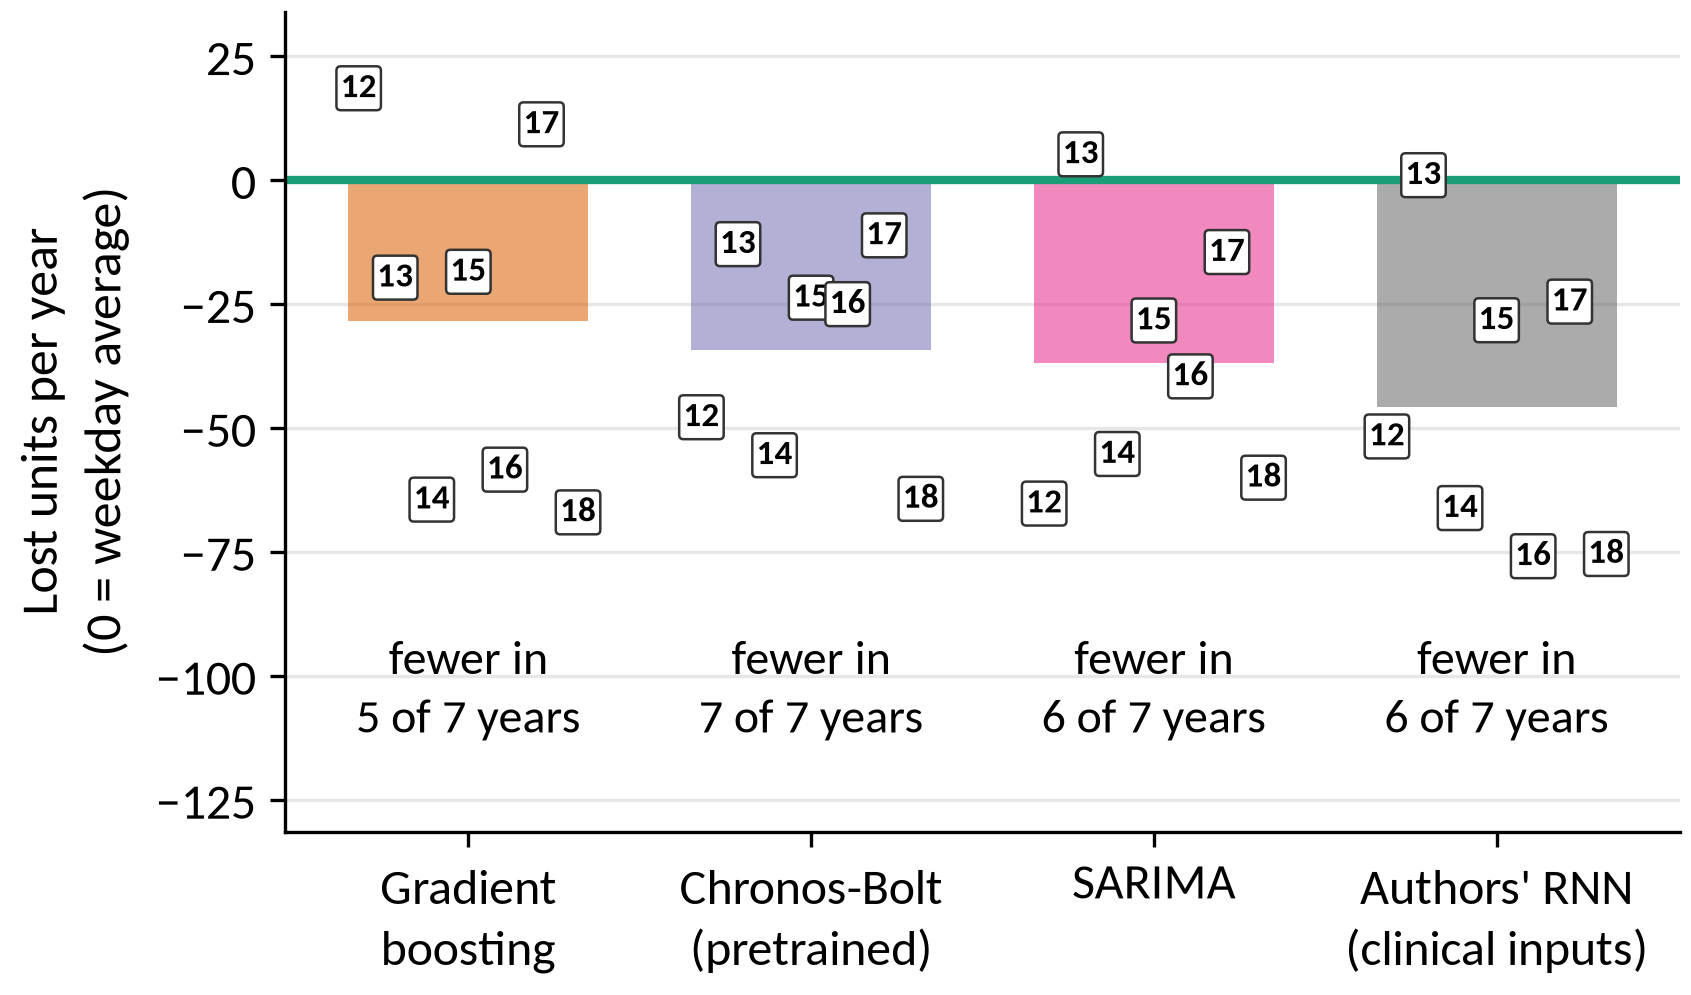 Lost units per year
(0 = weekday average)
25
0
−25
−50
−75
−100
−125
12
13
14
15
16
17
18
fewer in
5 of 7 years
12
13
14
15
16
17
18
fewer in
7 of 7 years
12
13
14
15
16
17
18
fewer in
6 of 7 years
12
13
14
15
16
17
18
fewer in
6 of 7 years
Gradient
boosting
Chronos-Bolt
(pretrained)
SARIMA
Authors' RNN
(clinical inputs)